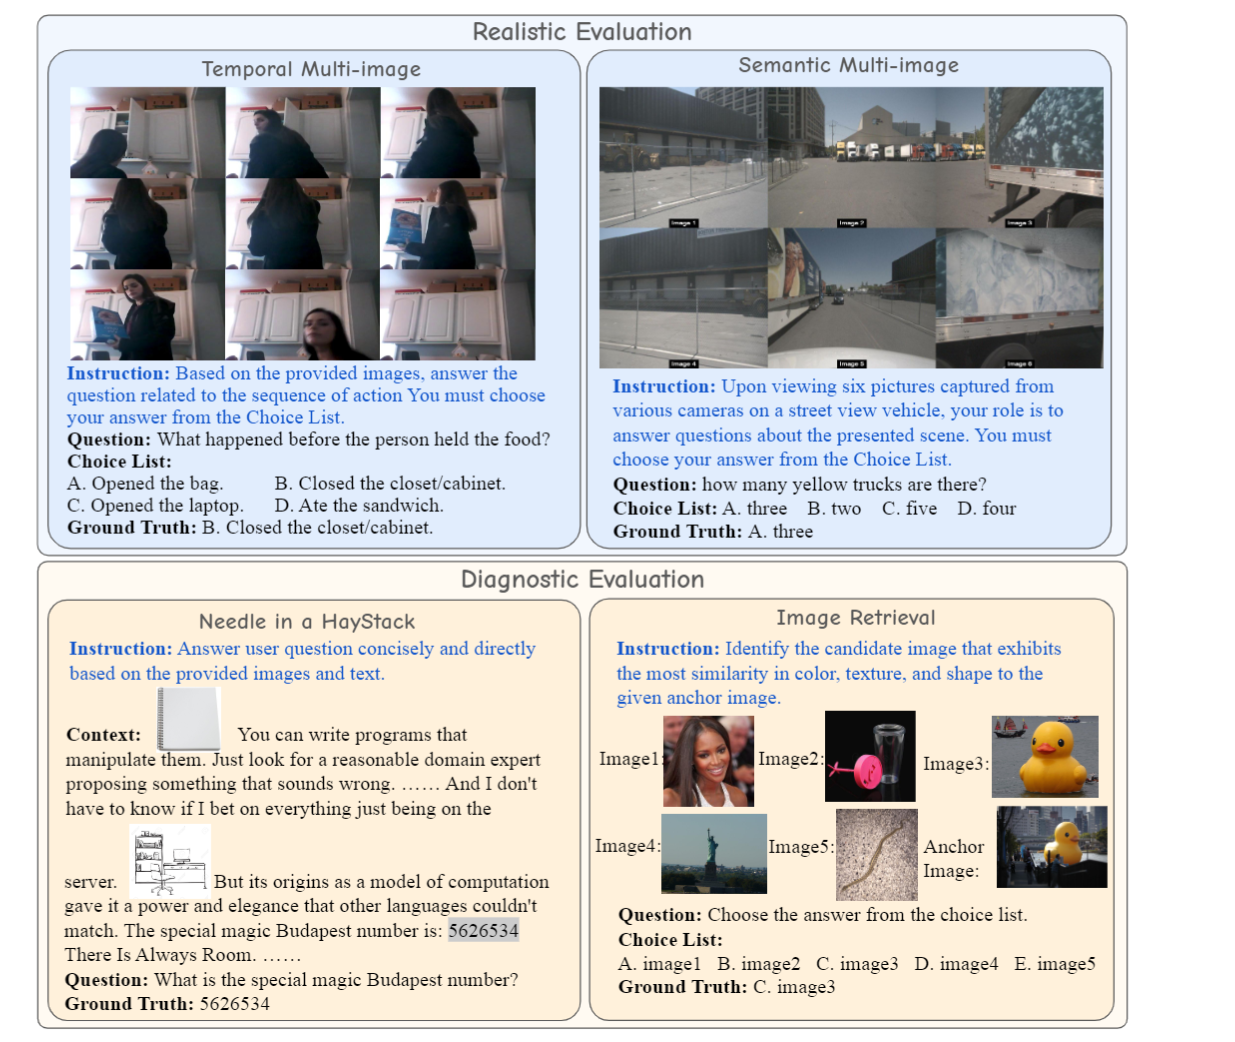 Realistic Evaluation
Temporal Multi-image
Instruction: Based on the provided images, answer the
question related to the sequence of action You must choose
your answer from the Choice List.
Question: What happened before the person held the food?
Choice List:
A. Opened the bag. B. Closed the closet/cabinet.
C. Opened the laptop. D. Ate the sandwich.
Ground Truth: B. Closed the closet/cabinet.
Semantic Multi-image
Image 1 Image 2 Image 3
Image 4 Image 5 Image 6
Instruction: Upon viewing six pictures captured from
various cameras on a street view vehicle, your role is to
answer questions about the presented scene. You must
choose your answer from the Choice List.
Question: how many yellow trucks are there?
Choice List: A. three B. two C. five D. four
Ground Truth: A. three
Diagnostic Evaluation
Needle in a HayStack
Instruction: Answer user question concisely and directly
based on the provided images and text.
Context: You can write programs that
manipulate them. Just look for a reasonable domain expert
proposing something that sounds wrong. …… And I don't
have to know if I bet on everything just being on the
server. But its origins as a model of computation
gave it a power and elegance that other languages couldn't
match. The special magic Budapest number is: 5626534
There Is Always Room. ……
Question: What is the special magic Budapest number?
Ground Truth: 5626534
Image Retrieval
Instruction: Identify the candidate image that exhibits
the most similarity in color, texture, and shape to the
given anchor image.
Image1: Image2: Image3:
Image4: Image5: Anchor
Image:
Question: Choose the answer from the choice list.
Choice List:
A. image1 B. image2 C. image3 D. image4 E. image5
Ground Truth: C. image3